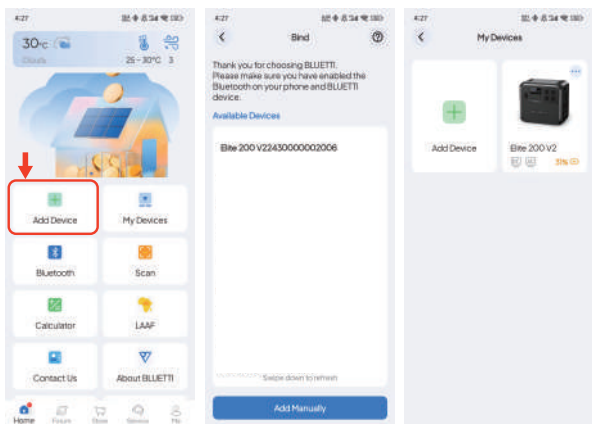 4:27
30°C
Cloudy
25~30°C 3
Add Device
My Devices
Bluetooth
Scan
Calculator
LAAF
Contact Us
About BLUETTI
Home
Forum
Store
Service
Me
4:27
Bind
Thank you for choosing BLUETTI.
Please make sure you have enabled the
Bluetooth on your phone and BLUETTI
device.
Available Devices
Elite 200 V22430000002006
Swipe down to refresh
Add Manually
4:27
My Devices
Add Device
Elite 200 V2
DC AC 31%